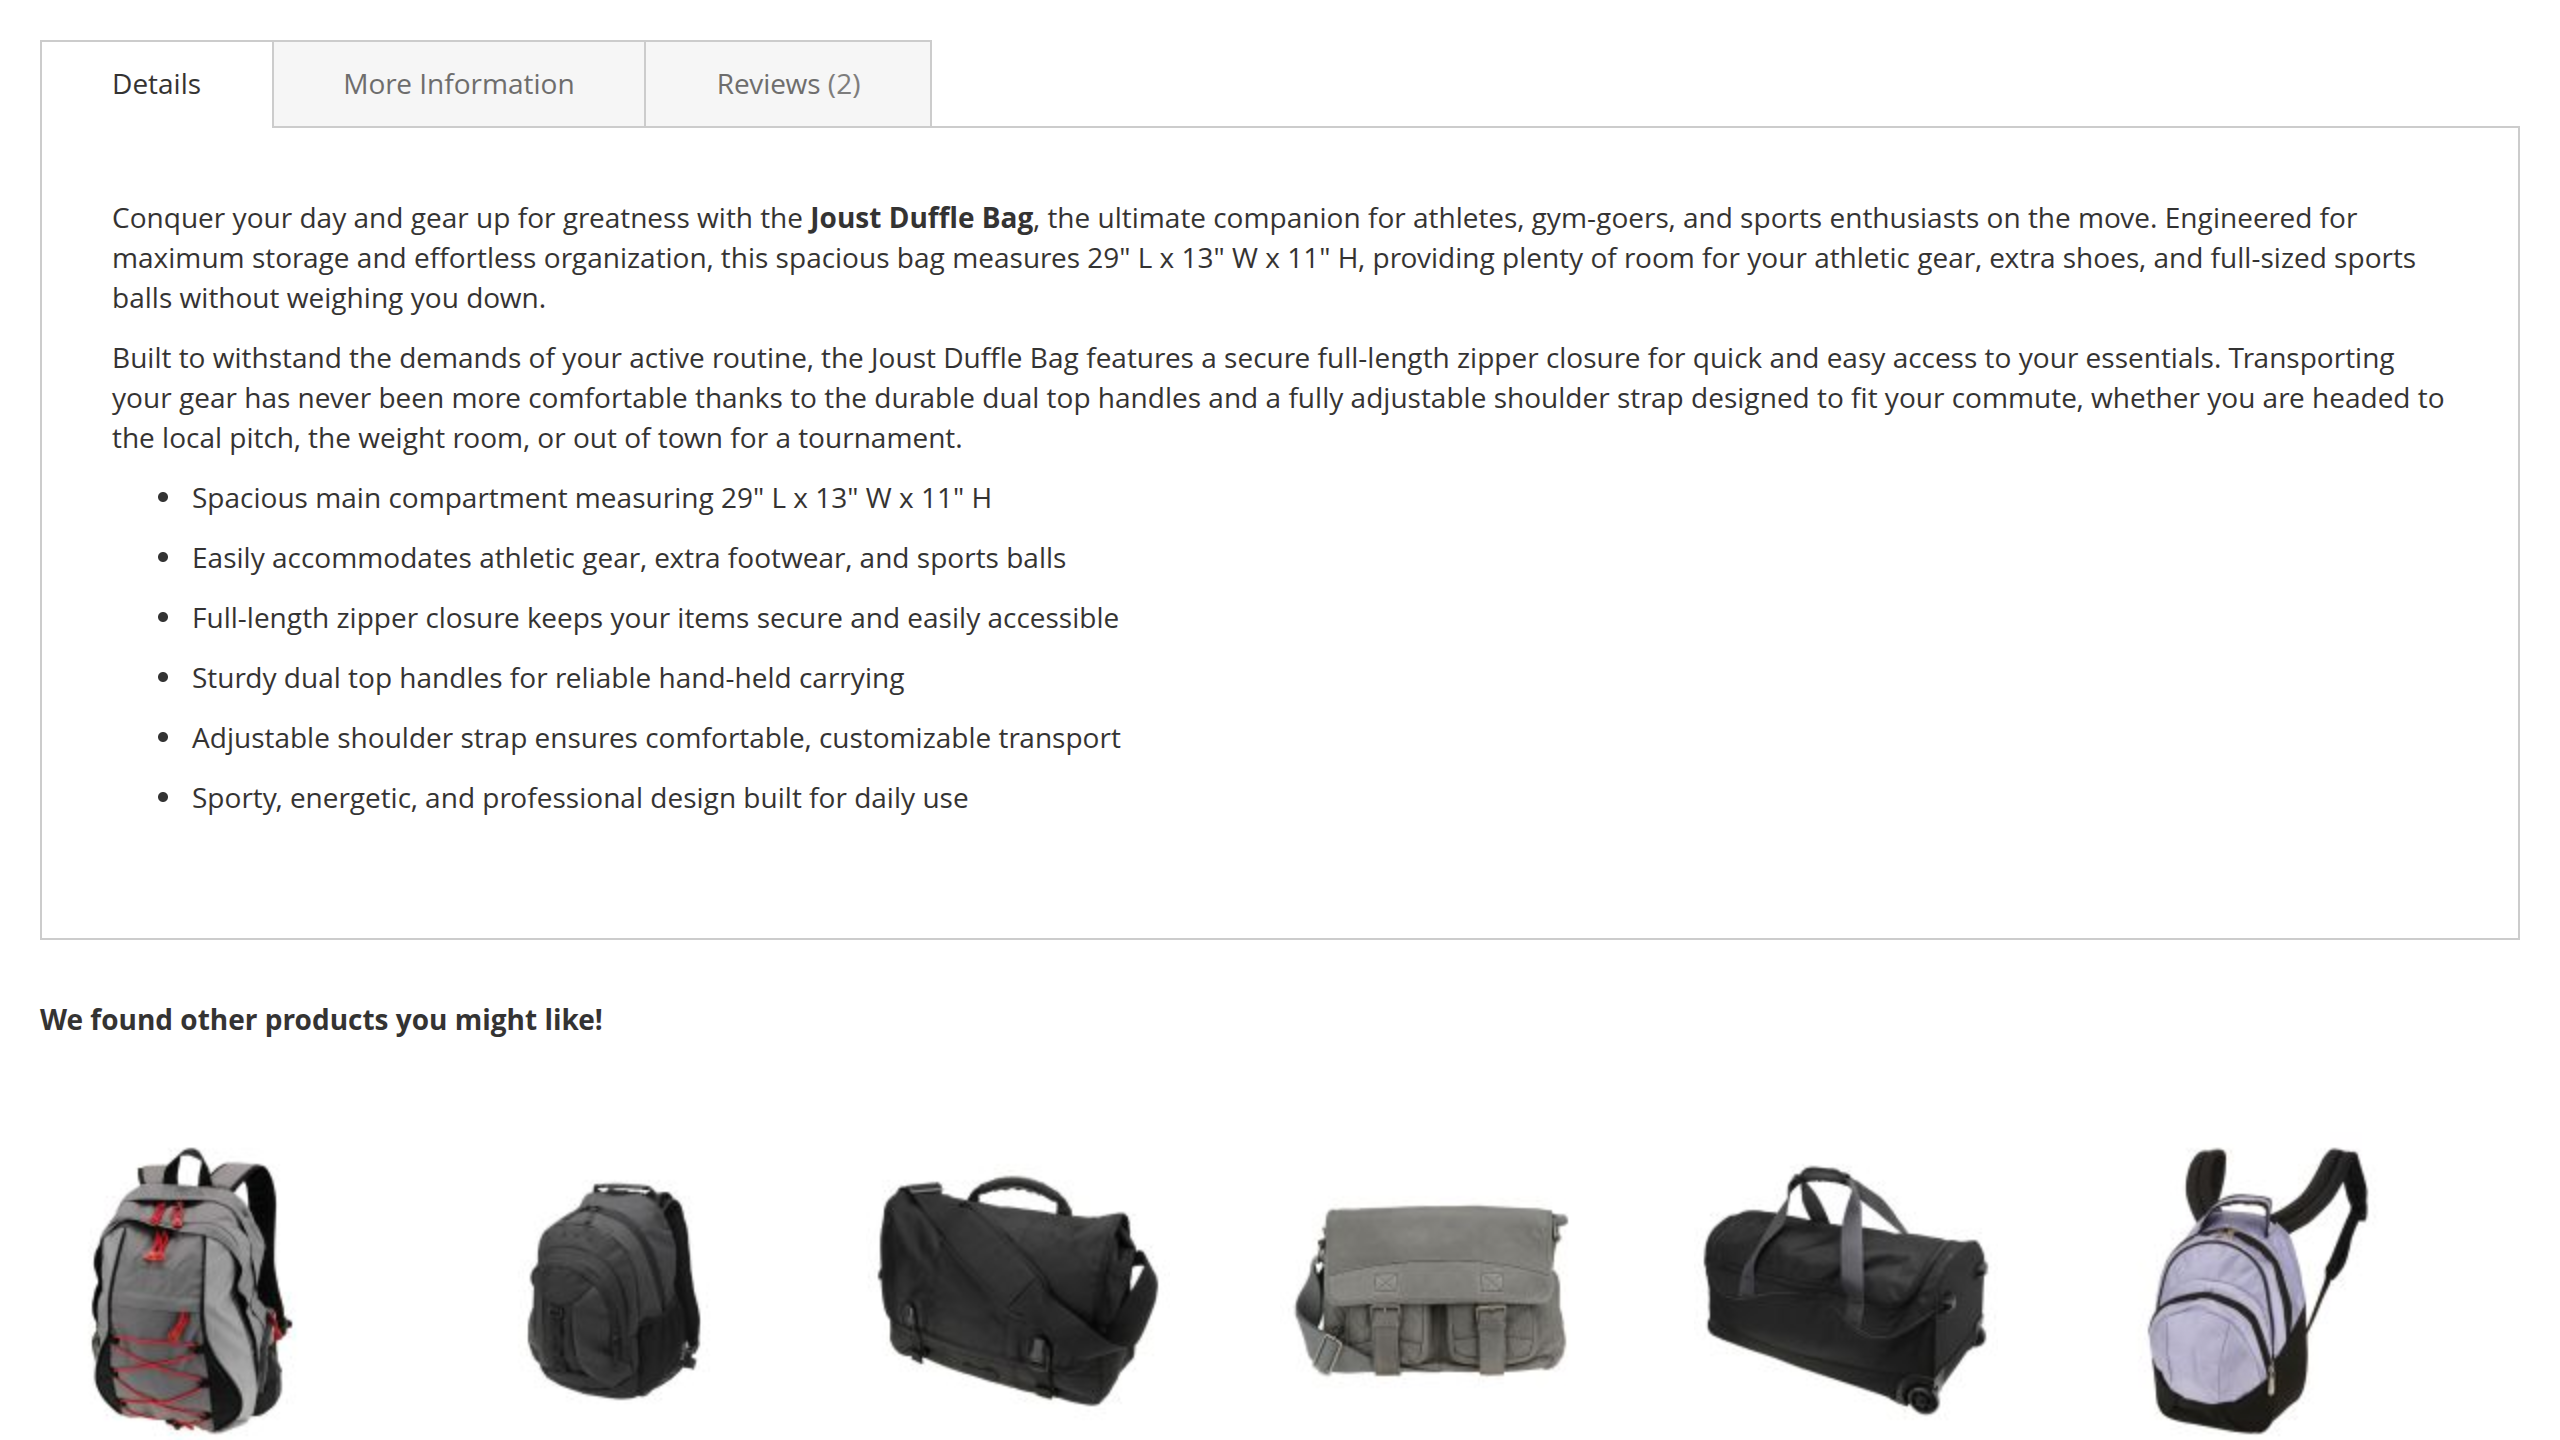 Details
More Information
Reviews (2)
Conquer your day and gear up for greatness with the Joust Duffle Bag, the ultimate companion for athletes, gym-goers, and sports enthusiasts on the move. Engineered for
maximum storage and effortless organization, this spacious bag measures 29" L x 13" W x 11" H, providing plenty of room for your athletic gear, extra shoes, and full-sized sports
balls without weighing you down.
Built to withstand the demands of your active routine, the Joust Duffle Bag features a secure full-length zipper closure for quick and easy access to your essentials. Transporting
your gear has never been more comfortable thanks to the durable dual top handles and a fully adjustable shoulder strap designed to fit your commute, whether you are headed to
the local pitch, the weight room, or out of town for a tournament.
• Spacious main compartment measuring 29" L x 13" W x 11" H
• Easily accommodates athletic gear, extra footwear, and sports balls
• Full-length zipper closure keeps your items secure and easily accessible
• Sturdy dual top handles for reliable hand-held carrying
• Adjustable shoulder strap ensures comfortable, customizable transport
• Sporty, energetic, and professional design built for daily use
We found other products you might like!